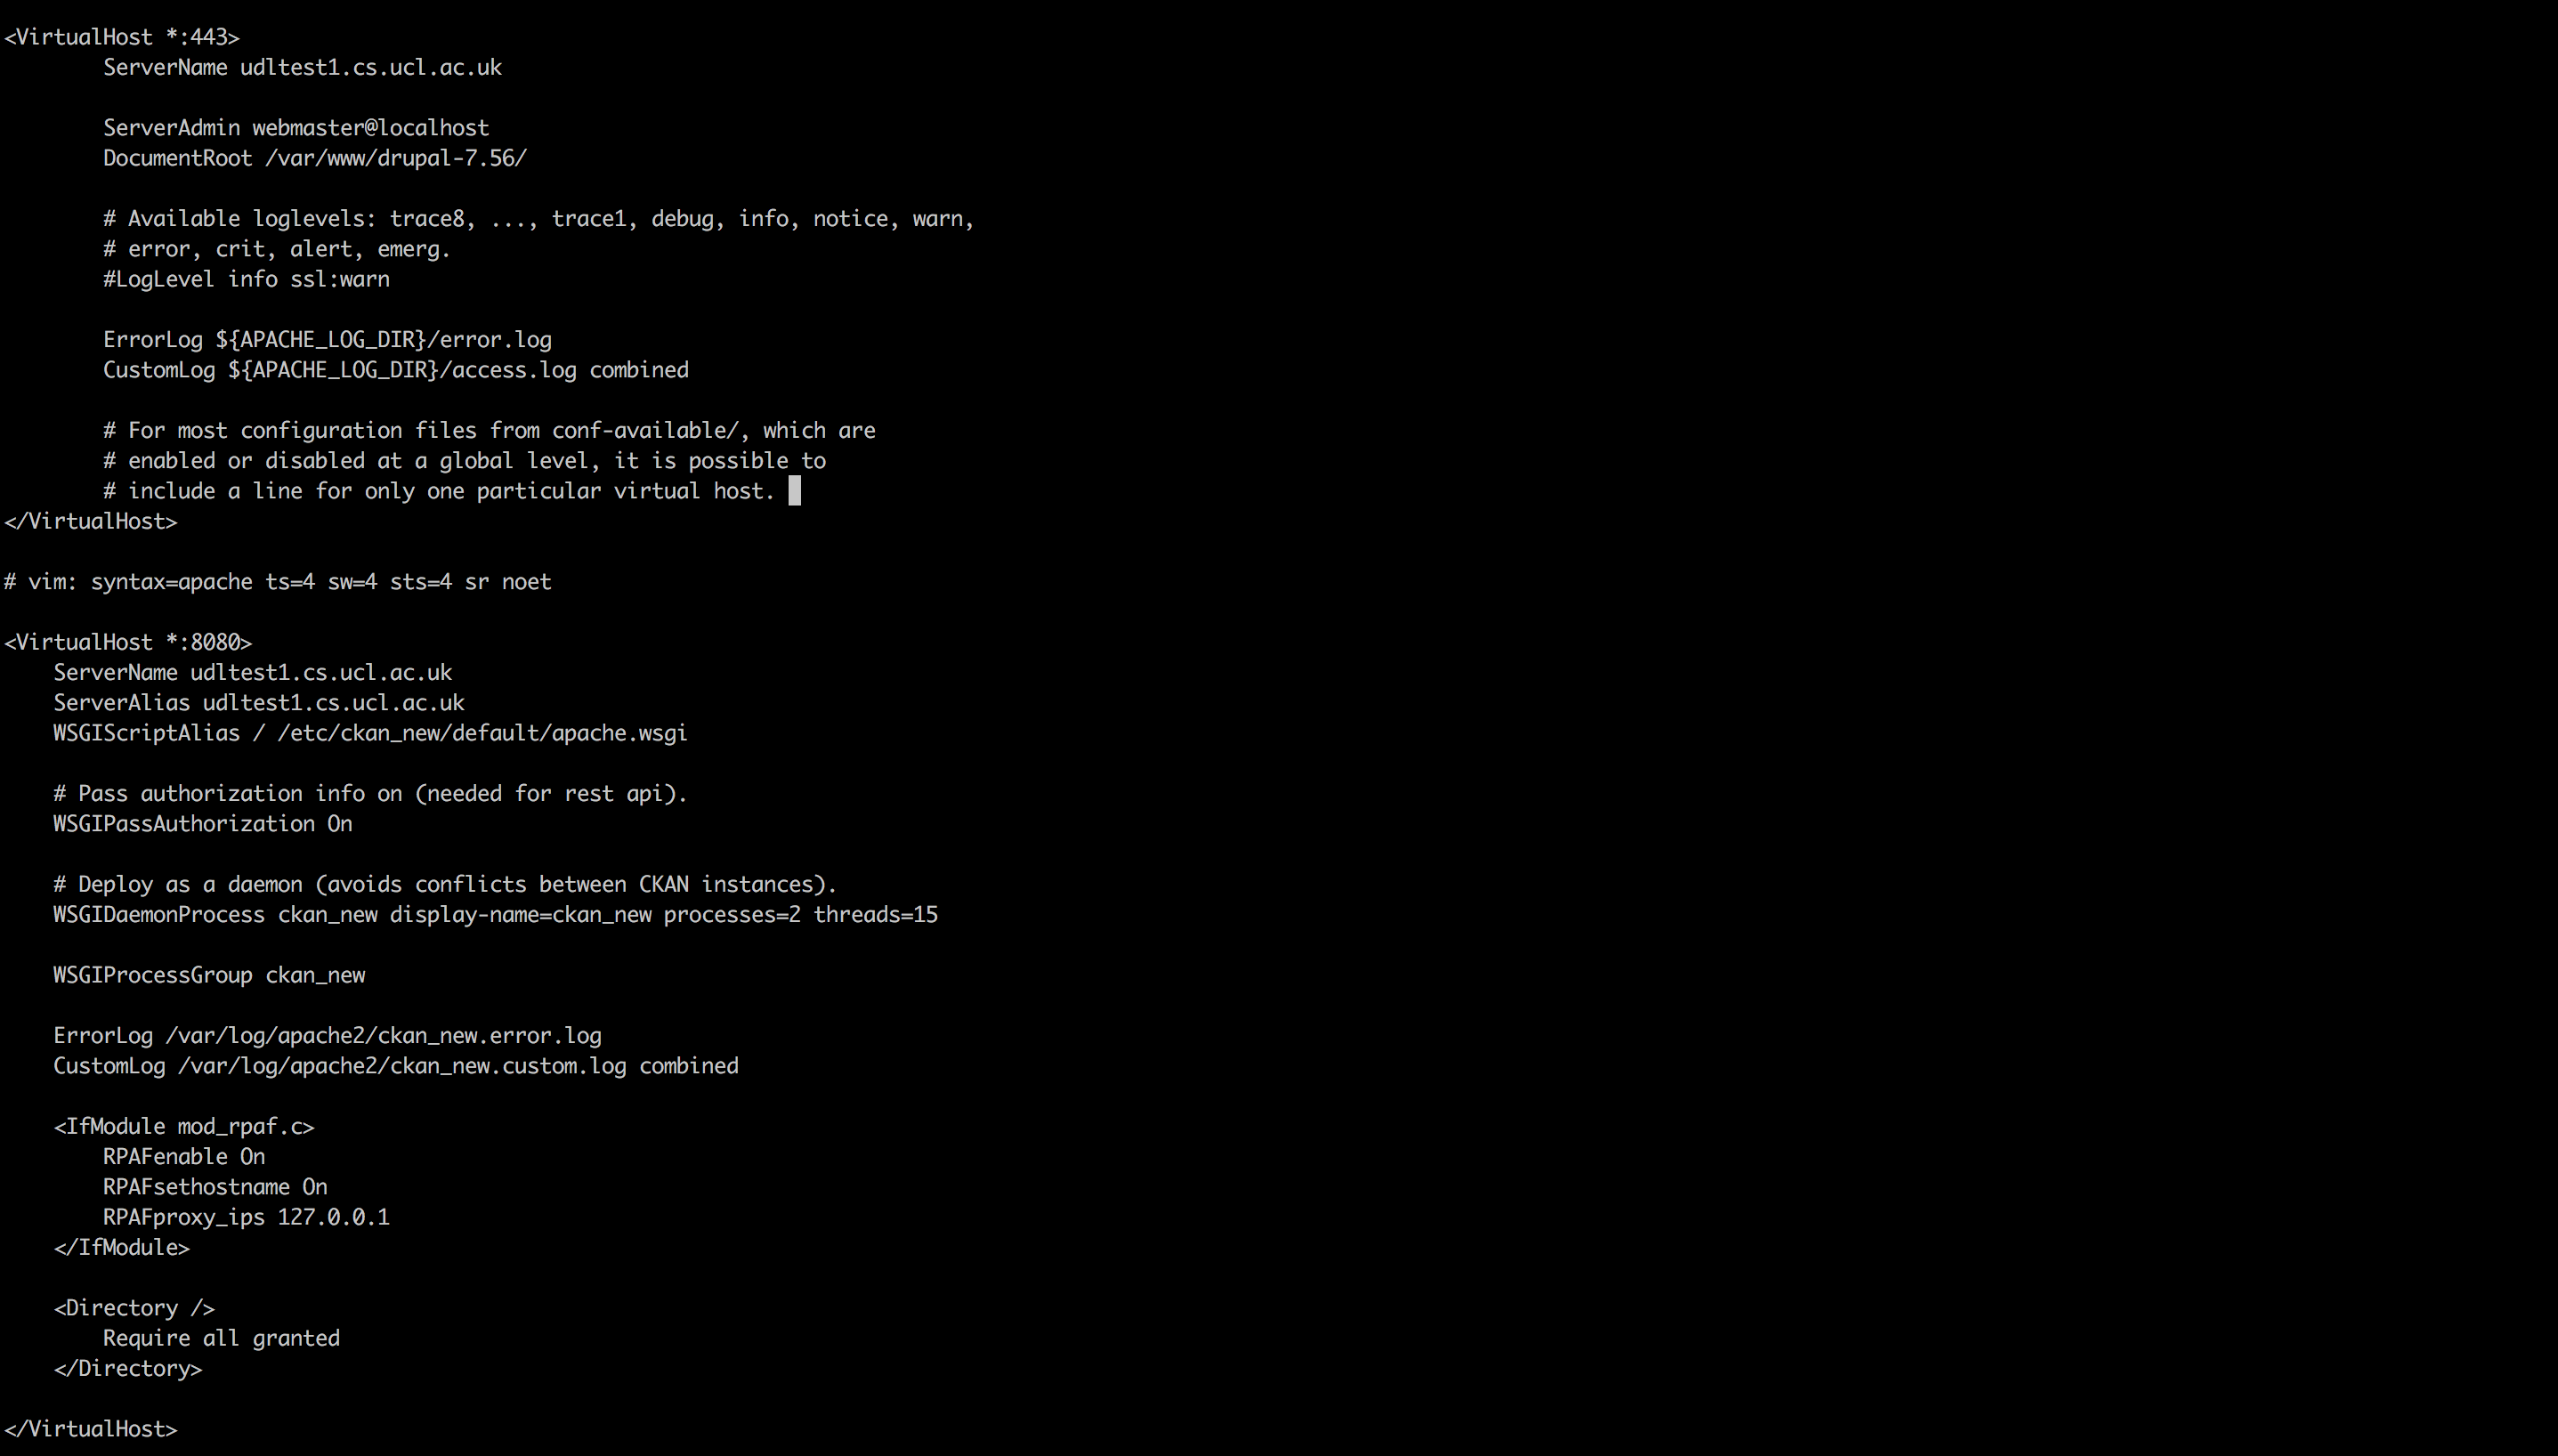 <VirtualHost *:443>
ServerName udltest1.cs.ucl.ac.uk
ServerAdmin webmaster@localhost
DocumentRoot /var/www/drupal-7.56/
# Available loglevels: trace8, ..., trace1, debug, info, notice, warn,
# error, crit, alert, emerg.
#LogLevel info ssl:warn
ErrorLog ${APACHE_LOG_DIR}/error.log
CustomLog ${APACHE_LOG_DIR}/access.log combined
# For most configuration files from conf-available/, which are
# enabled or disabled at a global level, it is possible to
# include a line for only one particular virtual host.
</VirtualHost>
# vim: syntax=apache ts=4 sw=4 sts=4 sr noet
<VirtualHost *:8080>
ServerName udltest1.cs.ucl.ac.uk
ServerAlias udltest1.cs.ucl.ac.uk
WSGIScriptAlias / /etc/ckan_new/default/apache.wsgi
# Pass authorization info on (needed for rest api).
WSGIPassAuthorization On
# Deploy as a daemon (avoids conflicts between CKAN instances).
WSGIDaemonProcess ckan_new display-name=ckan_new processes=2 threads=15
WSGIProcessGroup ckan_new
ErrorLog /var/log/apache2/ckan_new.error.log
CustomLog /var/log/apache2/ckan_new.custom.log combined
<IfModule mod_rpaf.c>
RPAFenable On
RPAFsethostname On
RPAFproxy_ips 127.0.0.1
</IfModule>
<Directory />
Require all granted
</Directory>
</VirtualHost>